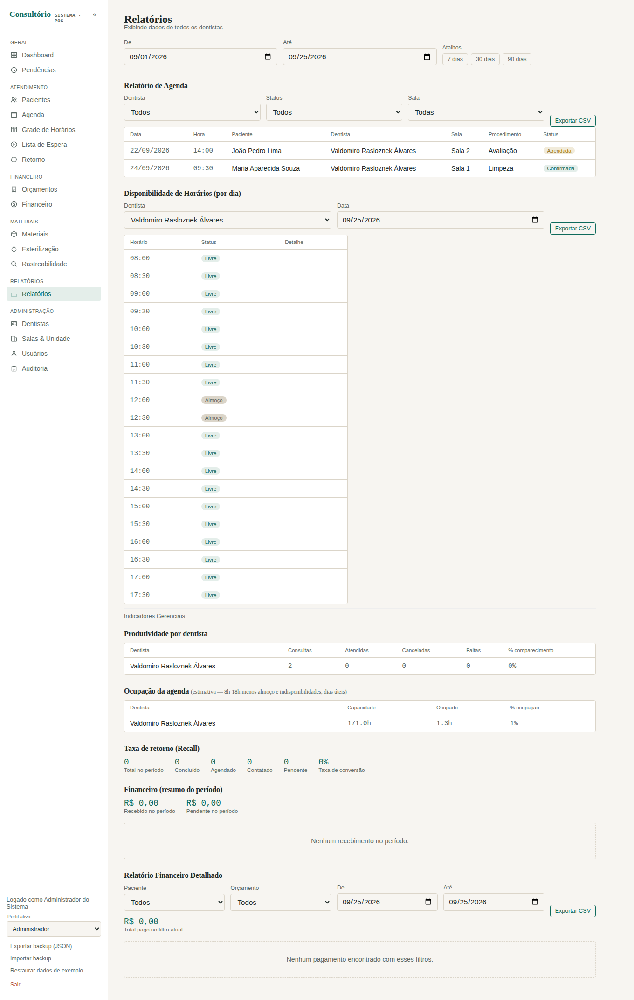 Consultório SISTEMA ·
POC
«
GERAL
Dashboard
Pendências
ATENDIMENTO
Pacientes
Agenda
Grade de Horários
Lista de Espera
Retorno
FINANCEIRO
Orçamentos
Financeiro
MATERIAIS
Materiais
Esterilização
Rastreabilidade
RELATÓRIOS
Relatórios
ADMINISTRAÇÃO
Dentistas
Salas & Unidade
Usuários
Auditoria
Logado como Administrador do
Sistema
Perfil ativo
Administrador
Exportar backup (JSON)
Importar backup
Restaurar dados de exemplo
Sair
Relatórios
Exibindo dados de todos os dentistas
De Até Atalhos
09/01/2026 09/25/2026 7 dias 30 dias 90 dias
Relatório de Agenda
Dentista Status Sala
Todos Todos Todas Exportar CSV
Data Hora Paciente Dentista Sala Procedimento Status
22/09/2026 14:00 João Pedro Lima Valdomiro Rasloznek Álvares Sala 2 Avaliação Agendada
24/09/2026 09:30 Maria Aparecida Souza Valdomiro Rasloznek Álvares Sala 1 Limpeza Confirmada
Disponibilidade de Horários (por dia)
Dentista Data
Valdomiro Rasloznek Álvares 09/25/2026 Exportar CSV
Horário Status Detalhe
08:00 Livre
08:30 Livre
09:00 Livre
09:30 Livre
10:00 Livre
10:30 Livre
11:00 Livre
11:30 Livre
12:00 Almoço
12:30 Almoço
13:00 Livre
13:30 Livre
14:00 Livre
14:30 Livre
15:00 Livre
15:30 Livre
16:00 Livre
16:30 Livre
17:00 Livre
17:30 Livre
Indicadores Gerenciais
Produtividade por dentista
Dentista Consultas Atendidas Canceladas Faltas % comparecimento
Valdomiro Rasloznek Álvares 2 0 0 0 0%
Ocupação da agenda (estimativa — 8h-18h menos almoço e indisponibilidades, dias úteis)
Dentista Capacidade Ocupado % ocupação
Valdomiro Rasloznek Álvares 171.0h 1.3h 1%
Taxa de retorno (Recall)
0 0 0 0 0 0%
Total no período Concluído Agendado Contatado Pendente Taxa de conversão
Financeiro (resumo do período)
R$ 0,00 R$ 0,00
Recebido no período Pendente no período
Nenhum recebimento no período.
Relatório Financeiro Detalhado
Paciente Orçamento De Até
Todos Todos 09/25/2026 09/25/2026 Exportar CSV
R$ 0,00
Total pago no filtro atual
Nenhum pagamento encontrado com esses filtros.